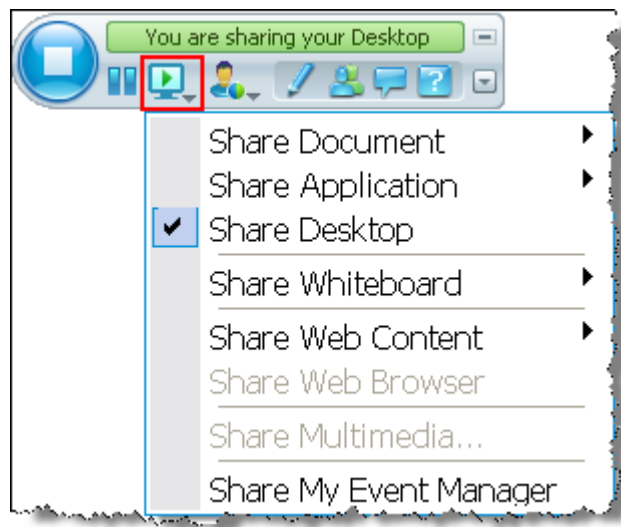 You are sharing your Desktop
Share Document
Share Application
Share Desktop
Share Whiteboard
Share Web Content
Share Web Browser
Share Multimedia...
Share My Event Manager